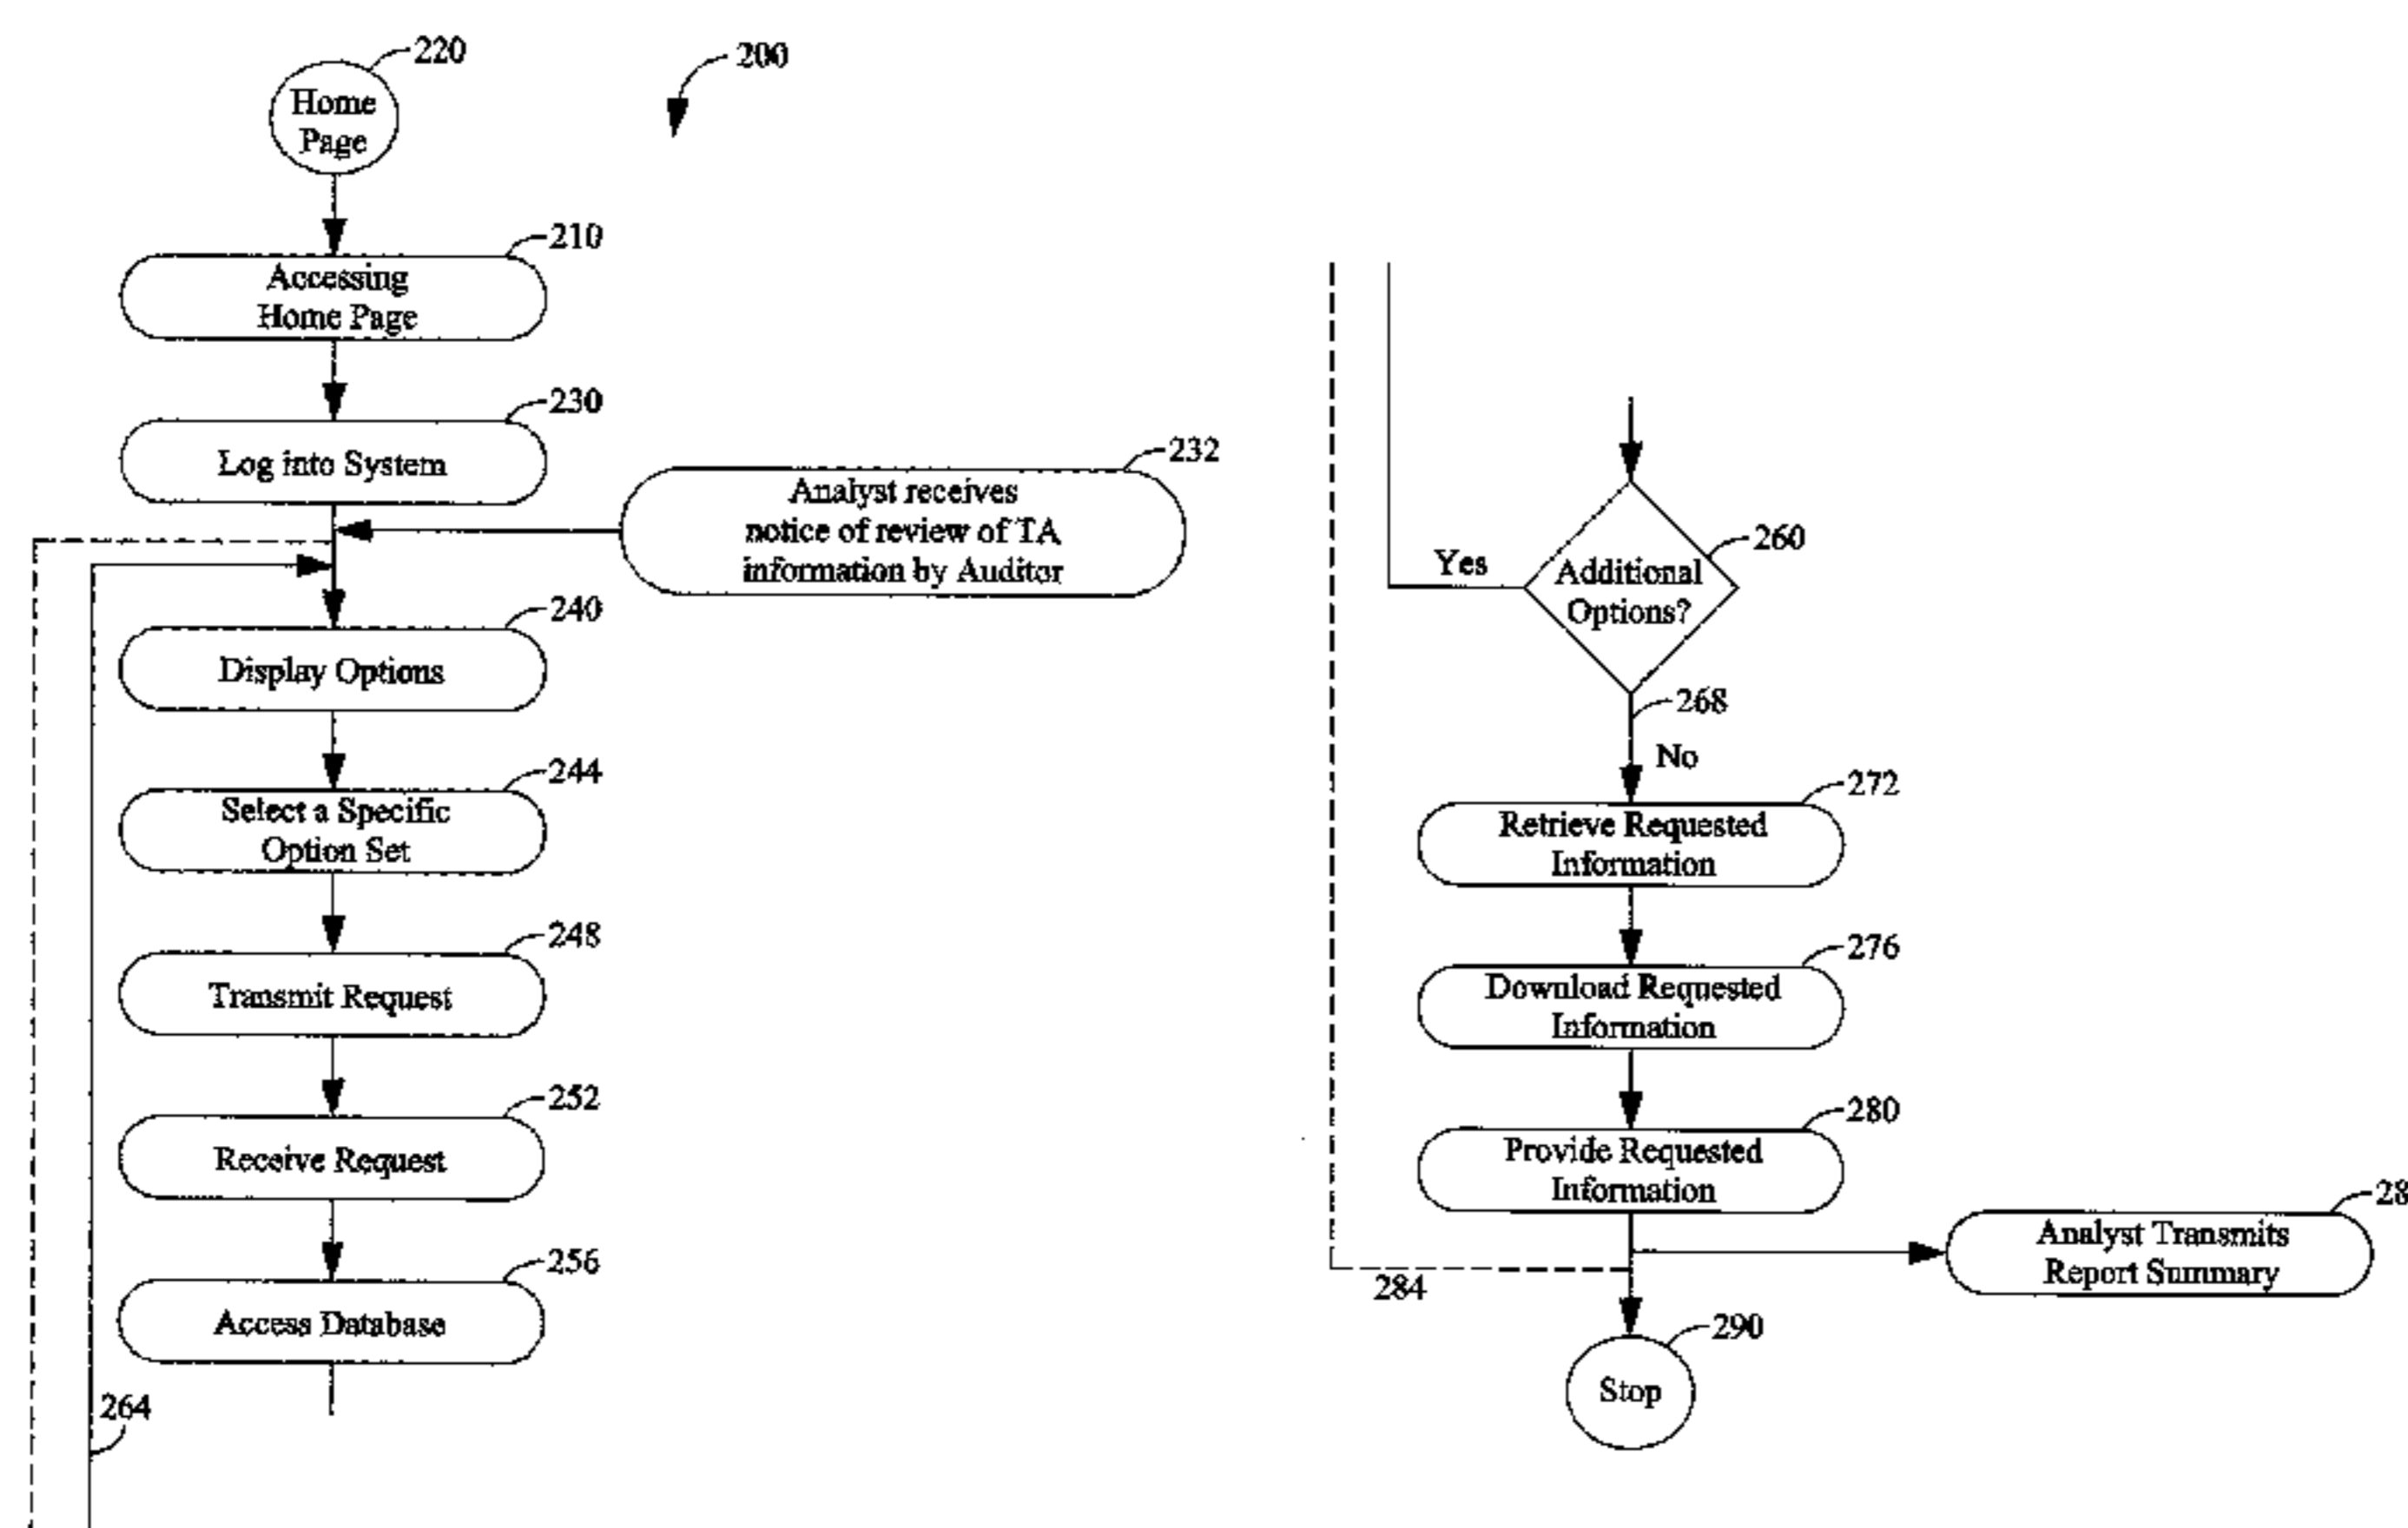 220
Home
Page
200
210
Accessing
Home Page
230
Log into System
232
Analyst receives
notice of review of TA
information by Auditor
240
Display Options
244
Select a Specific
Option Set
248
Transmit Request
252
Receive Request
256
Access Database
264
260
Yes
Additional
Options?
268
No
272
Retrieve Requested
Information
276
Download Requested
Information
280
Provide Requested
Information
28
Analyst Transmits
Report Summary
284
290
Stop